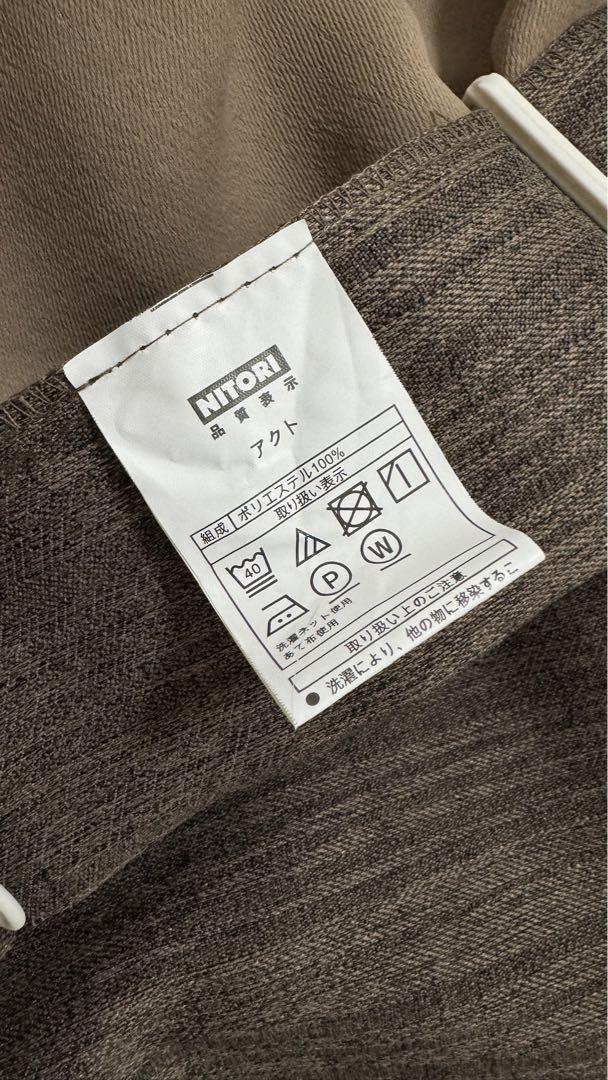 NITORI
品質表示
アクト
組成 ポリエステル100%
取り扱い表示
40
P W
洗濯ネット使用
あて布使用
取り扱い上のご注意
● 洗濯により、他の物に移染するこ